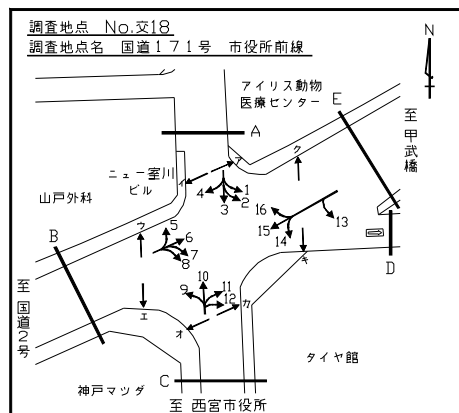 調査地点 No.交18
調査地点名 国道171号 市役所前線
N
アイリス動物
医療センター
E
至 甲武橋
A
ア
ク
ニュー室川
ビル
イ
山戸外科
4
1
2
3
16
15
14
13
B
ウ
5
6
7
8
キ
D
至 国道2号
エ
10
9
11
12
オ
カ
タイヤ館
神戸マツダ
C
至 西宮市役所